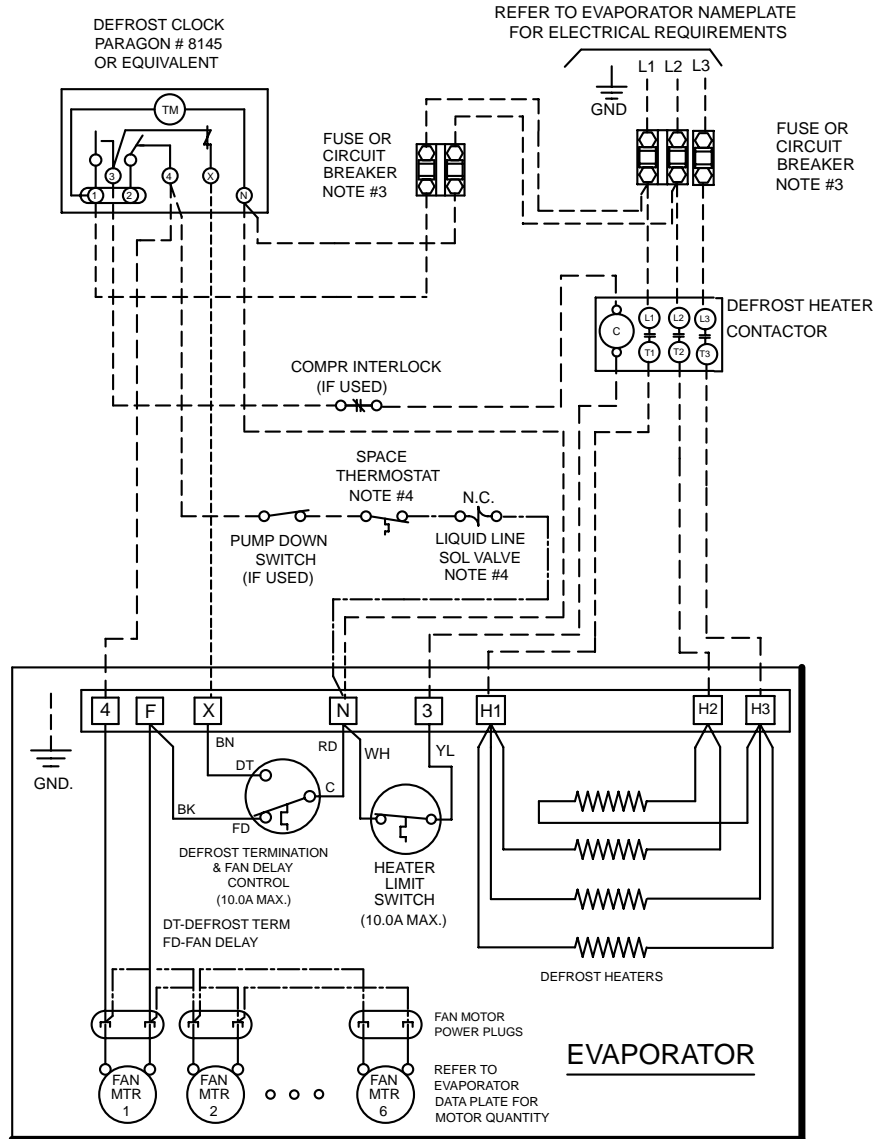 DEFROST CLOCK
PARAGON # 8145
OR EQUIVALENT
REFER TO EVAPORATOR NAMEPLATE
FOR ELECTRICAL REQUIREMENTS
L1 L2 L3
GND
TM
FUSE OR
CIRCUIT
BREAKER
NOTE #3
FUSE OR
CIRCUIT
BREAKER
NOTE #3
3 4 X
1 2 N
DEFROST HEATER
CONTACTOR
C L1 L2 L3
T1 T2 T3
COMPR INTERLOCK
(IF USED)
SPACE
THERMOSTAT
NOTE #4
N.C.
PUMP DOWN
SWITCH
(IF USED)
LIQUID LINE
SOL VALVE
NOTE #4
4 F X N 3 H1 H2 H3
GND.
BN RD WH YL
DT
C
BK
FD
DEFROST TERMINATION
& FAN DELAY
CONTROL
(10.0A MAX.)
DT-DEFROST TERM
FD-FAN DELAY
HEATER
LIMIT
SWITCH
(10.0A MAX.)
DEFROST HEATERS
FAN MOTOR
POWER PLUGS
FAN
MTR
1
FAN
MTR
2
FAN
MTR
6
REFER TO
EVAPORATOR
DATA PLATE FOR
MOTOR QUANTITY
EVAPORATOR